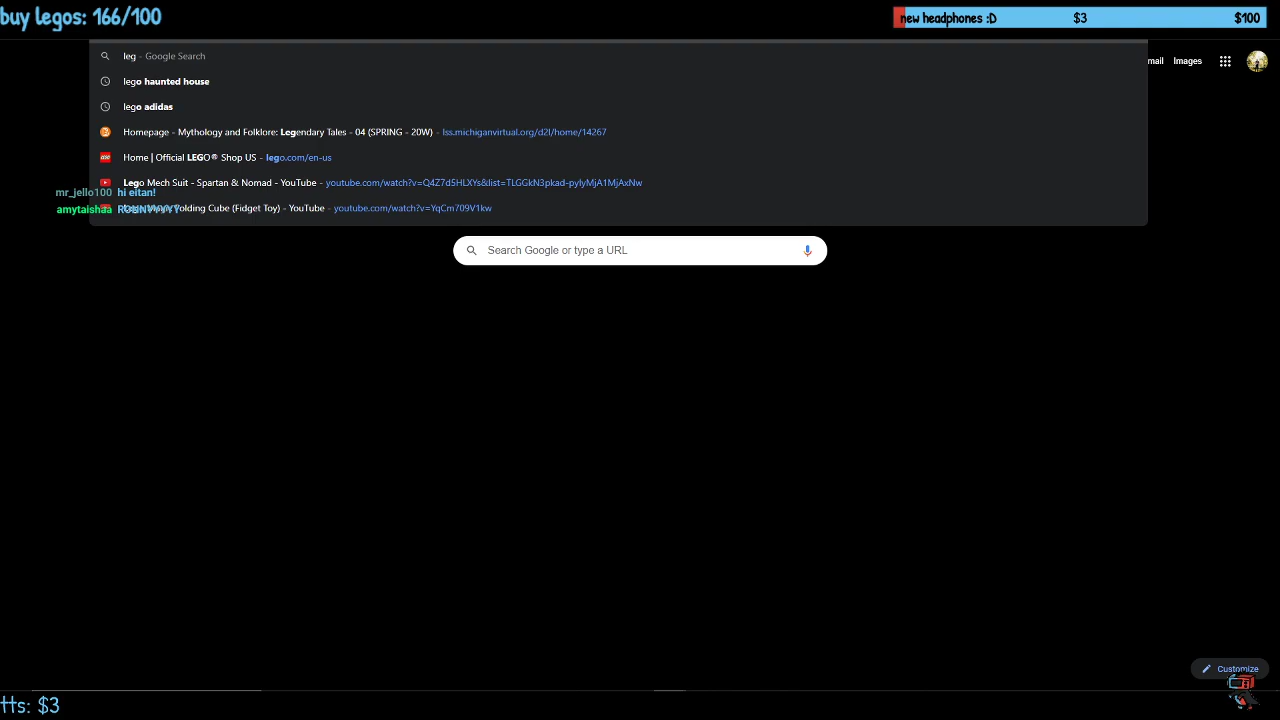 buy legos: 166/100
new headphones :D $3 $100
leg - Google Search
mail Images
lego haunted house
lego adidas
Homepage - Mythology and Folklore: Legendary Tales - 04 (SPRING - 20W) - lss.michiganvirtual.org/d2l/home/14267
Home | Official LEGO® Shop US - lego.com/en-us
Lego Mech Suit - Spartan & Nomad - YouTube - youtube.com/watch?v=Q4Z7d5HLXYs&list=TLGGkN3pkad-pyIyMjA1MjAxNw
mr_jello100 hi eitan!
amytaishaa
Folding Cube (Fidget Toy) - YouTube - youtube.com/watch?v=YqCm709V1kw
Search Google or type a URL
Customize
tts: $3